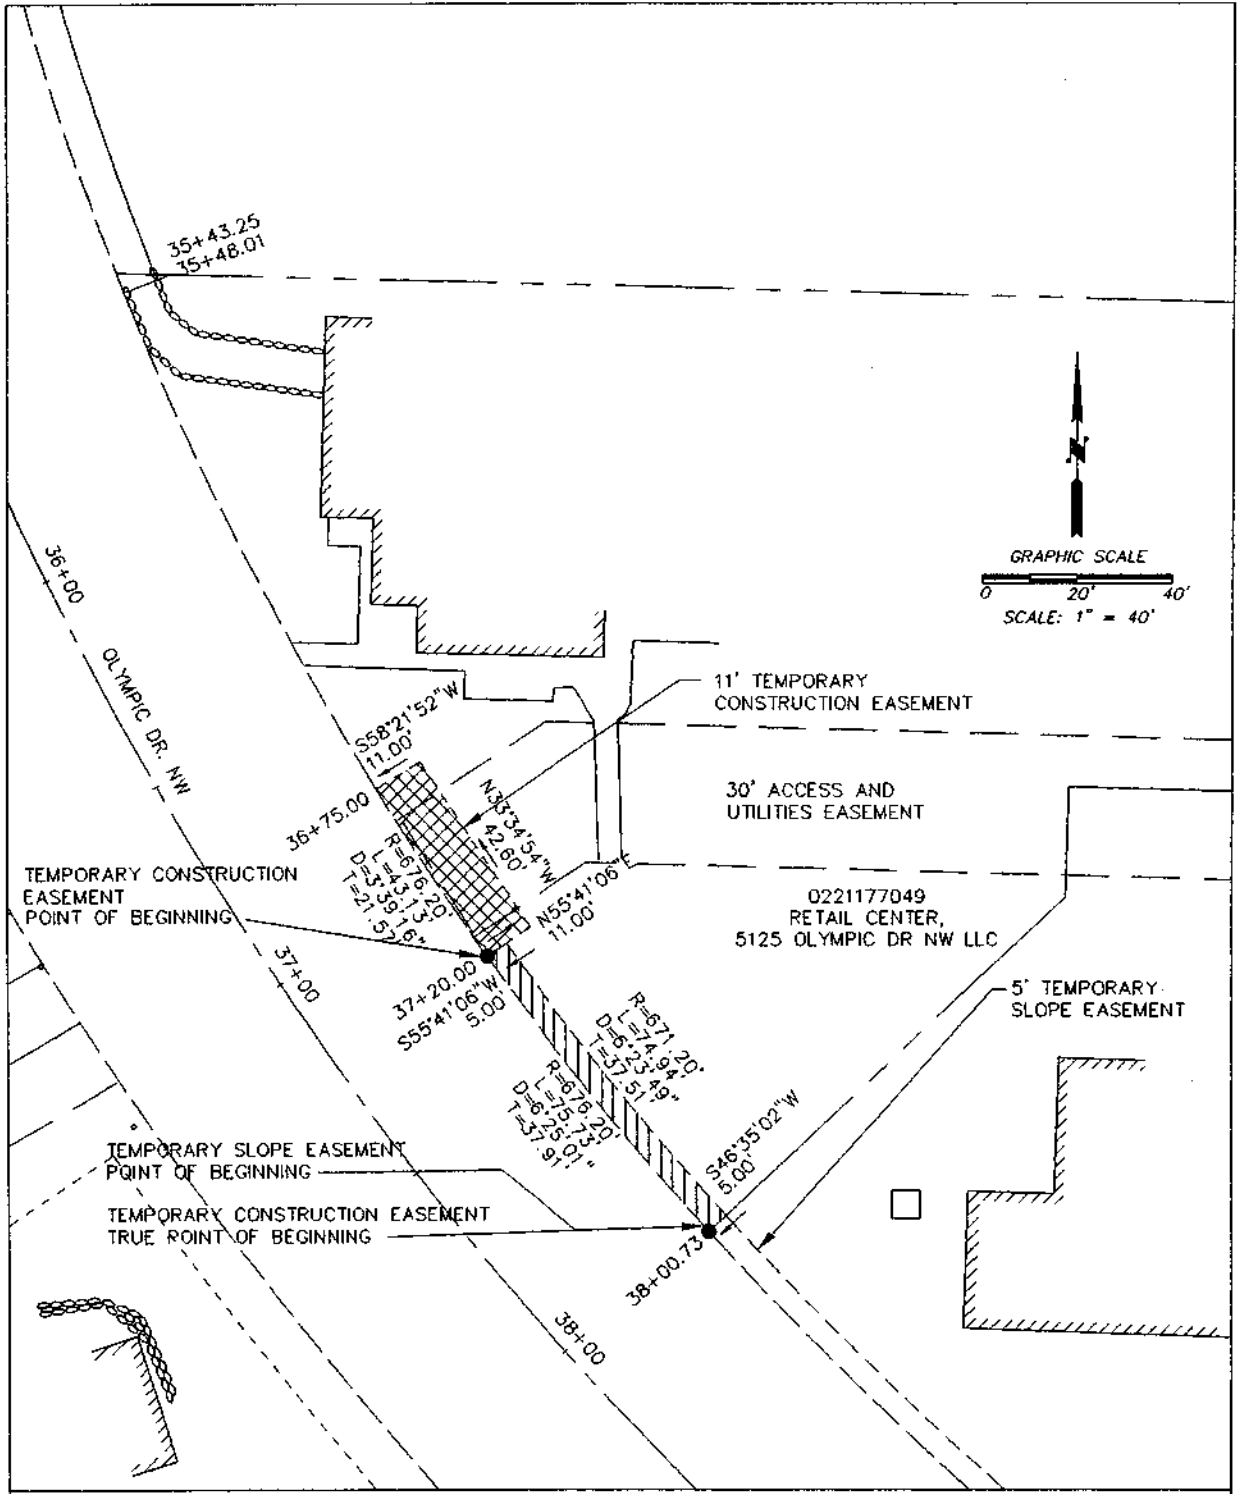 35+43.25
35+48.01
N
GRAPHIC SCALE
0 20' 40'
SCALE: 1" = 40'
36+00
OLYMPIC DR. NW
11' TEMPORARY
CONSTRUCTION EASEMENT
S58°21'52"W
11.00'
30' ACCESS AND
UTILITIES EASEMENT
36+75.00
N33°34'54"W
42.60'
R=676.20'
L=43.13'
D=3°39'16"
T=21.57'
TEMPORARY CONSTRUCTION
EASEMENT
POINT OF BEGINNING
N55°41'06"E
11.00'
0221177049
RETAIL CENTER,
5125 OLYMPIC DR NW LLC
37+00
37+20.00
S55°41'06"W
5.00'
5' TEMPORARY
SLOPE EASEMENT
R=671.20'
L=74.94'
D=6°23'49"
T=37.51'
R=676.20'
L=75.73'
D=6°25'01"
T=37.91'
TEMPORARY SLOPE EASEMENT
POINT OF BEGINNING
S46°35'02"W
5.00'
TEMPORARY CONSTRUCTION EASEMENT
TRUE POINT OF BEGINNING
38+00.73
38+00